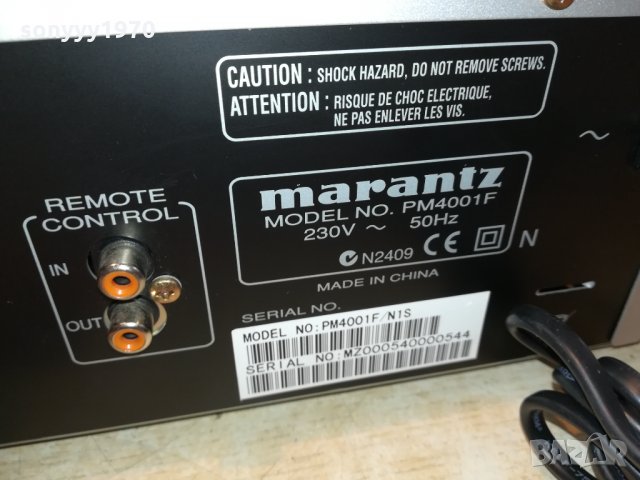 sonyyy1970
CAUTION : SHOCK HAZARD, DO NOT REMOVE SCREWS.
ATTENTION : RISQUE DE CHOC ELECTRIQUE,
NE PAS ENLEVER LES VIS.
REMOTE
CONTROL
IN
OUT
marantz
MODEL NO. PM4001F
230V ~ 50Hz
N2409 CE
N
~
MADE IN CHINA
SERIAL NO.
MODEL NO:PM4001F/N1S
SERIAL NO:MZ000540000544
BAZAR